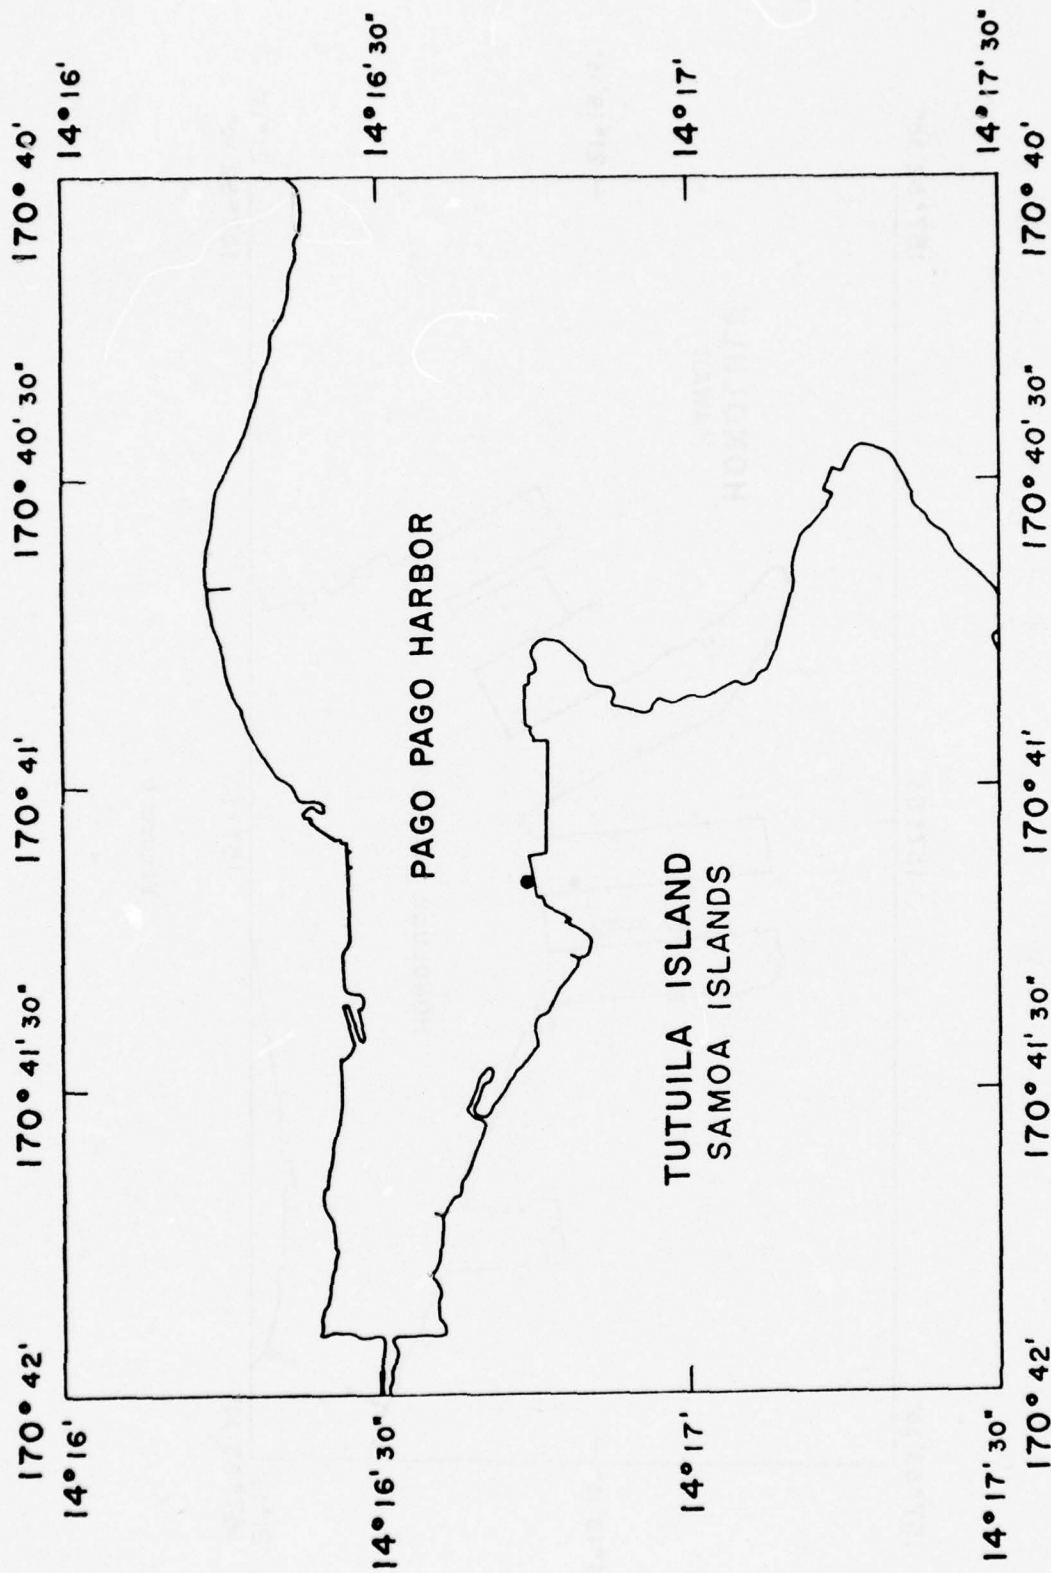 170° 42'
170° 41' 30"
170° 41'
170° 40' 30"
170° 40'
14° 16'
14° 16'
14° 16' 30"
14° 16' 30"
PAGO PAGO HARBOR
14° 17'
TUTUILA ISLAND
SAMOA ISLANDS
14° 17'
14° 17' 30"
14° 17' 30"
170° 42'
170° 41' 30"
170° 41'
170° 40' 30"
170° 40'
HONOLULU